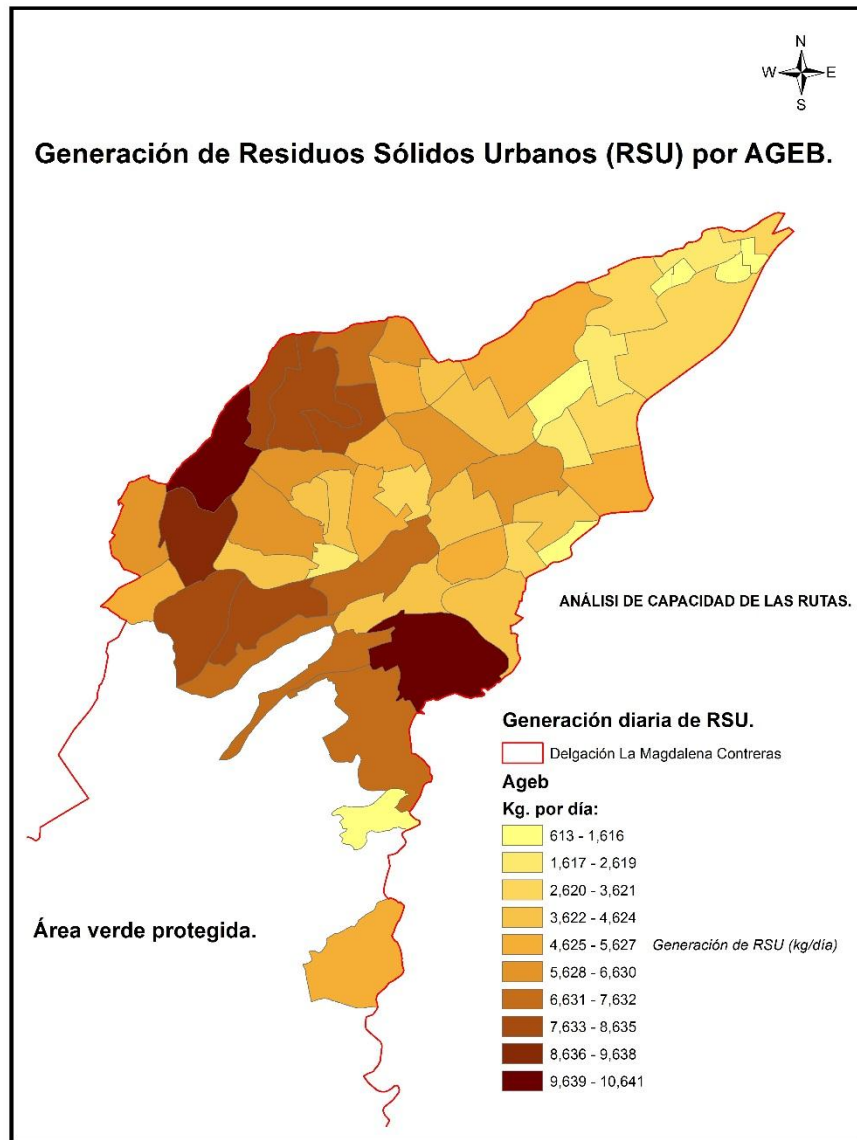 N
W E
S
Generación de Residuos Sólidos Urbanos (RSU) por AGEB.
ANÁLISI DE CAPACIDAD DE LAS RUTAS.
Generación diaria de RSU.
Delgación La Magdalena Contreras
Ageb
Kg. por día:
613 - 1,616
1,617 - 2,619
2,620 - 3,621
3,622 - 4,624
4,625 - 5,627 Generación de RSU (kg/día)
5,628 - 6,630
6,631 - 7,632
7,633 - 8,635
8,636 - 9,638
9,639 - 10,641
Área verde protegida.